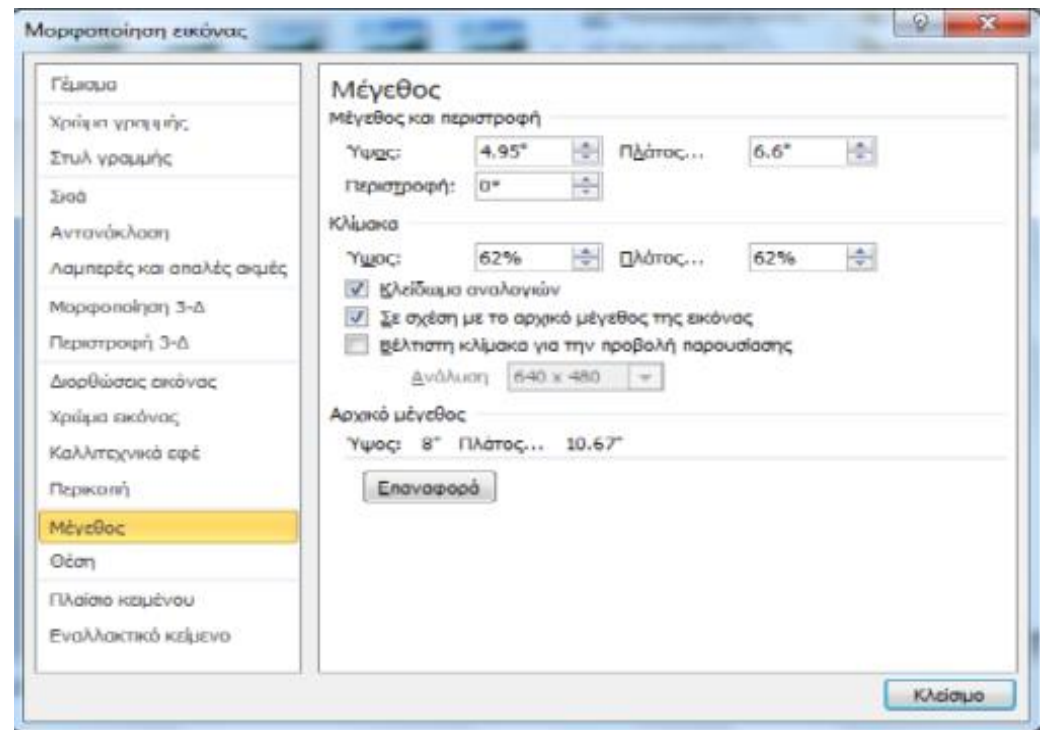 Μορφοποίηση εικόνας
Γέμισμα
Χρώμα γραμμής
Στυλ γραμμής
Σκιά
Αντανάκλαση
Λαμπερές και απαλές ακμές
Μορφοποίηση 3-Δ
Περιστροφή 3-Δ
Διορθώσεις εικόνας
Χρώμα εικόνας
Καλλιτεχνικά εφέ
Περικοπή
Μέγεθος
Θέση
Πλαίσιο κειμένου
Εναλλακτικό κείμενο
Μέγεθος
Μέγεθος και περιστροφή
Ύψος: 4.95" Πλάτος... 6.6"
Περιστροφή: 0°
Κλίμακα
Ύψος: 62% Πλάτος... 62%
Κλείδωμα αναλογιών
Σε σχέση με το αρχικό μέγεθος της εικόνας
Βέλτιστη κλίμακα για την προβολή παρουσίασης
Ανάλυση 640 x 480
Αρχικό μέγεθος
Ύψος: 8" Πλάτος... 10.67"
Επαναφορά
Κλείσιμο